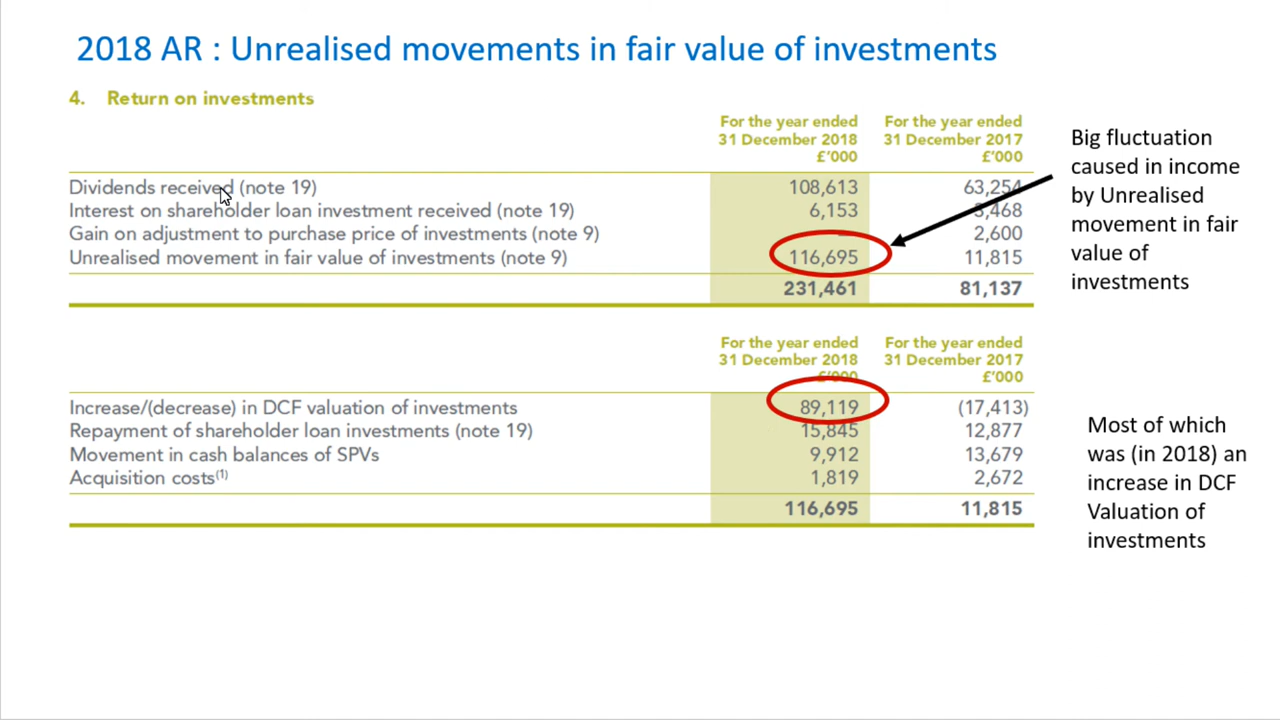 2018 AR : Unrealised movements in fair value of investments
4. Return on investments
For the year ended For the year ended
31 December 2018 31 December 2017
£'000 £'000
Dividends received (note 19) 108,613 63,254
Interest on shareholder loan investment received (note 19) 6,153 3,468
Gain on adjustment to purchase price of investments (note 9) 2,600
Unrealised movement in fair value of investments (note 9) 116,695 11,815
231,461 81,137
Big fluctuation
caused in income
by Unrealised
movement in fair
value of
investments
For the year ended For the year ended
31 December 2018 31 December 2017
£'000 £'000
Increase/(decrease) in DCF valuation of investments 89,119 (17,413)
Repayment of shareholder loan investments (note 19) 15,845 12,877
Movement in cash balances of SPVs 9,912 13,679
Acquisition costs(1) 1,819 2,672
116,695 11,815
Most of which
was (in 2018) an
increase in DCF
Valuation of
investments